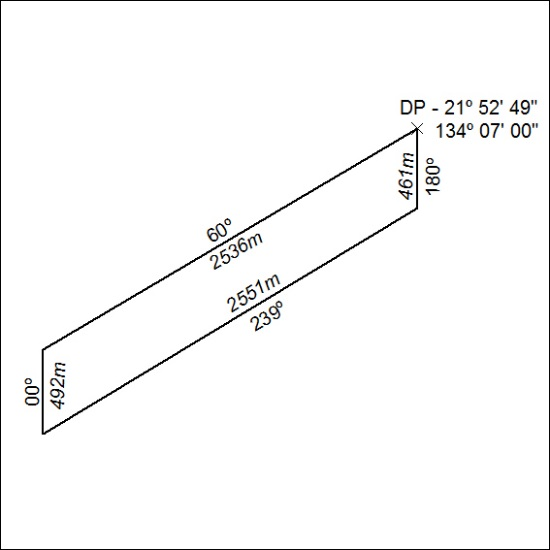 DP - 21º 52' 49"
134º 07' 00"
461m
180º
60º
2536m
2551m
239º
00º
492m